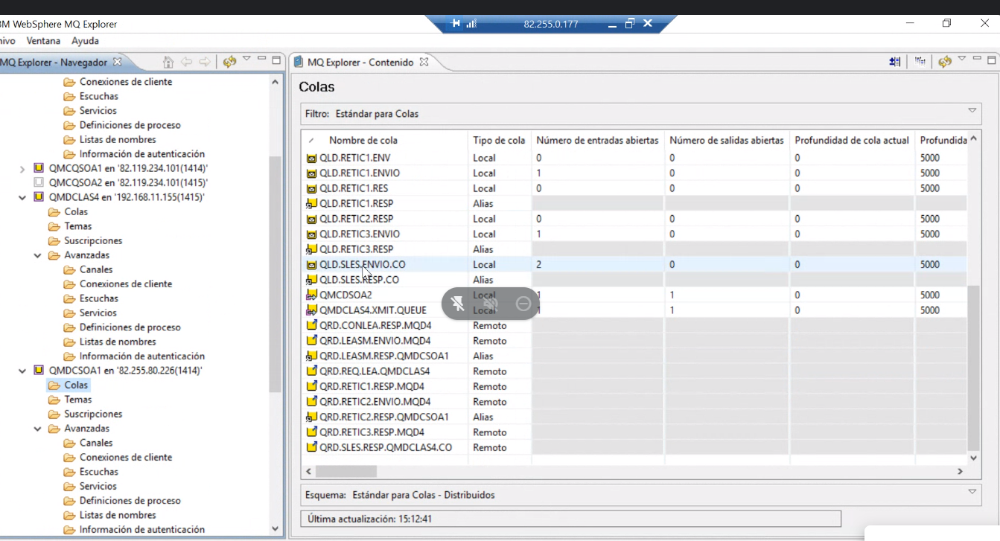 BM WebSphere MQ Explorer
82.255.0.177
hivo Ventana Ayuda
MQ Explorer - Navegador
Conexiones de cliente
Escuchas
Servicios
Definiciones de proceso
Listas de nombres
Información de autenticación
QMCQSOA1 en '82.119.234.101(1414)'
QMCQSOA2 en '82.119.234.101(1415)'
QMDCLAS4 en '192.168.11.155(1415)'
Colas
Temas
Suscripciones
Avanzadas
Canales
Conexiones de cliente
Escuchas
Servicios
Definiciones de proceso
Listas de nombres
Información de autenticación
QMDCSOA1 en '82.255.80.226(1414)'
Colas
Temas
Suscripciones
Avanzadas
Canales
Conexiones de cliente
Escuchas
Servicios
Definiciones de proceso
Listas de nombres
Información de autenticación
MQ Explorer - Contenido
Colas
Filtro: Estándar para Colas
Nombre de cola Tipo de cola Número de entradas abiertas Número de salidas abiertas Profundidad de cola actual Profundida
QLD.RETIC1.ENV Local 0 0 0 5000
QLD.RETIC1.ENVIO Local 1 0 0 5000
QLD.RETIC1.RES Local 0 0 0 5000
QLD.RETIC1.RESP Alias
QLD.RETIC2.RESP Local 0 0 0 5000
QLD.RETIC3.ENVIO Local 1 0 0 5000
QLD.RETIC3.RESP Alias
QLD.SLES.ENVIO.CO Local 2 0 0 5000
QLD.SLES.RESP.CO Alias
QMCDSOA2 Local 1 1 0 5000
QMDCLAS4.XMIT.QUEUE Local 1 1 0 5000
QRD.CONLEA.RESP.MQD4 Remoto
QRD.LEASM.ENVIO.MQD4 Remoto
QRD.LEASM.RESP.QMDCSOA1 Alias
QRD.REQ.LEA.QMDCLAS4 Remoto
QRD.RETIC1.RESP.MQD4 Remoto
QRD.RETIC2.ENVIO.MQD4 Remoto
QRD.RETIC2.RESP.QMDCSOA1 Alias
QRD.RETIC3.RESP.MQD4 Remoto
QRD.SLES.RESP.QMDCLAS4.CO Remoto
Esquema: Estándar para Colas - Distribuidos
Última actualización: 15:12:41